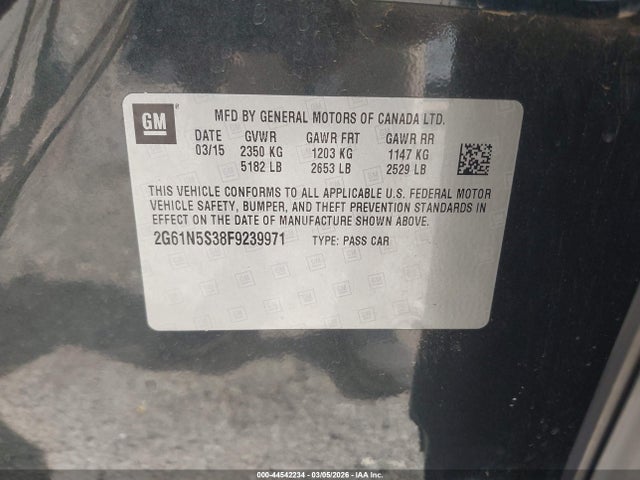 GM
MFD BY GENERAL MOTORS OF CANADA LTD.
DATE GVWR GAWR FRT GAWR RR
03/15 2350 KG 1203 KG 1147 KG
5182 LB 2653 LB 2529 LB
THIS VEHICLE CONFORMS TO ALL APPLICABLE U.S. FEDERAL MOTOR
VEHICLE SAFETY, BUMPER, AND THEFT PREVENTION STANDARDS IN
EFFECT ON THE DATE OF MANUFACTURE SHOWN ABOVE.
2G61N5S38F9239971 TYPE: PASS CAR
000-44542234 - 03/05/2026 - IAA Inc.